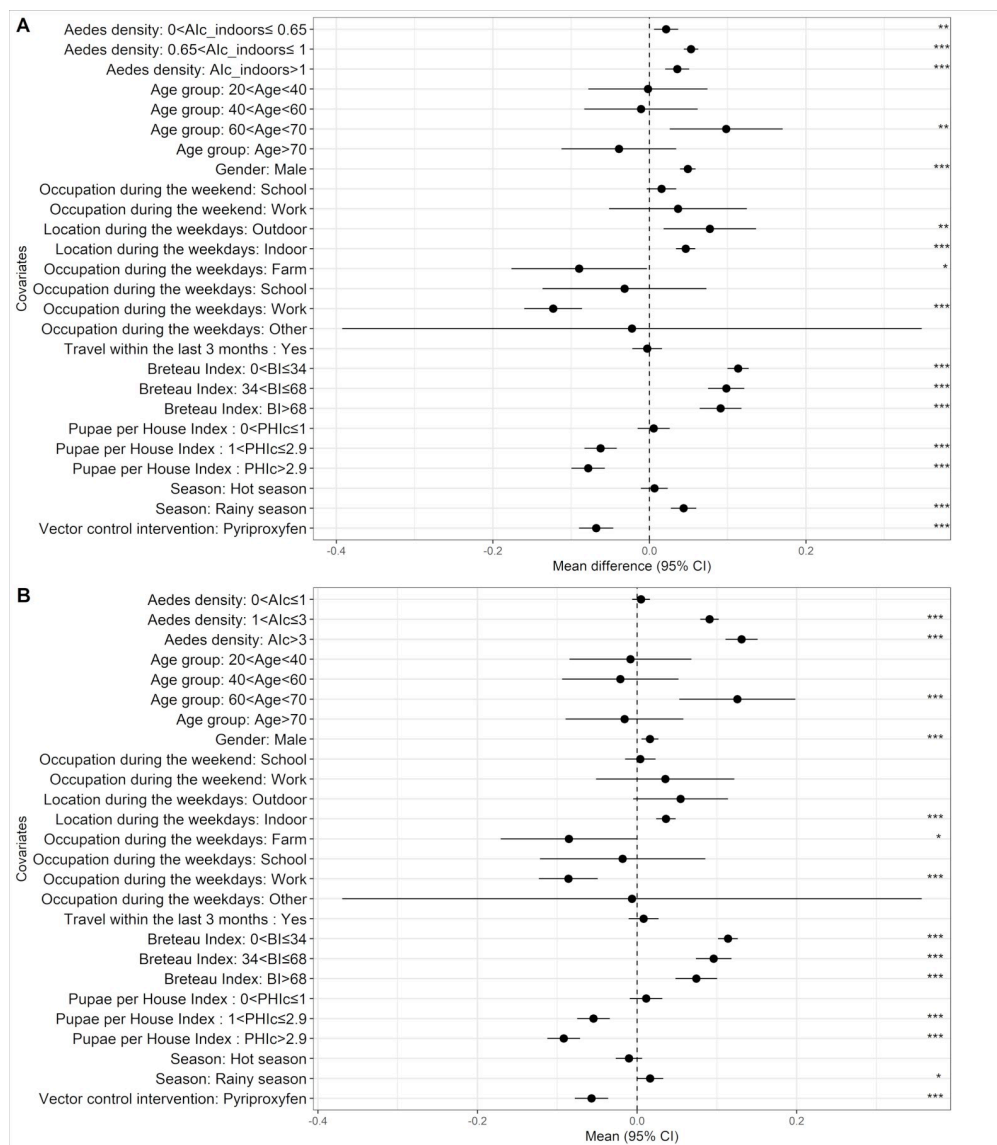 A
Aedes density: 0<AIc_indoors≤ 0.65 **
Aedes density: 0.65<AIc_indoors≤ 1 ***
Aedes density: AIc_indoors>1 ***
Age group: 20<Age<40
Age group: 40<Age<60
Age group: 60<Age<70 **
Age group: Age>70
Gender: Male ***
Occupation during the weekend: School
Occupation during the weekend: Work
Location during the weekdays: Outdoor **
Location during the weekdays: Indoor ***
Occupation during the weekdays: Farm *
Occupation during the weekdays: School
Occupation during the weekdays: Work ***
Occupation during the weekdays: Other
Travel within the last 3 months : Yes
Breteau Index: 0<BI≤34 ***
Breteau Index: 34<BI≤68 ***
Breteau Index: BI>68 ***
Pupae per House Index : 0<PHIc≤1
Pupae per House Index : 1<PHIc≤2.9 ***
Pupae per House Index : PHIc>2.9 ***
Season: Hot season
Season: Rainy season ***
Vector control intervention: Pyriproxyfen ***
Covariates
-0.4 -0.2 0.0 0.2
Mean difference (95% CI)
B
Aedes density: 0<AIc≤1
Aedes density: 1<AIc≤3 ***
Aedes density: AIc>3 ***
Age group: 20<Age<40
Age group: 40<Age<60
Age group: 60<Age<70 ***
Age group: Age>70
Gender: Male ***
Occupation during the weekend: School
Occupation during the weekend: Work
Location during the weekdays: Outdoor
Location during the weekdays: Indoor ***
Occupation during the weekdays: Farm *
Occupation during the weekdays: School
Occupation during the weekdays: Work ***
Occupation during the weekdays: Other
Travel within the last 3 months : Yes
Breteau Index: 0<BI≤34 ***
Breteau Index: 34<BI≤68 ***
Breteau Index: BI>68 ***
Pupae per House Index : 0<PHIc≤1
Pupae per House Index : 1<PHIc≤2.9 ***
Pupae per House Index : PHIc>2.9 ***
Season: Hot season
Season: Rainy season *
Vector control intervention: Pyriproxyfen ***
Covariates
-0.4 -0.2 0.0 0.2
Mean (95% CI)